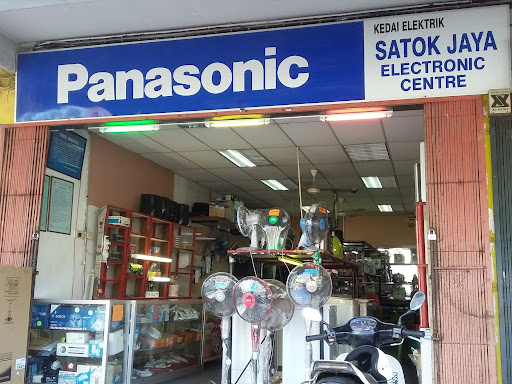 Panasonic
KEDAI ELEKTRIK
SATOK JAYA
ELECTRONIC
CENTRE